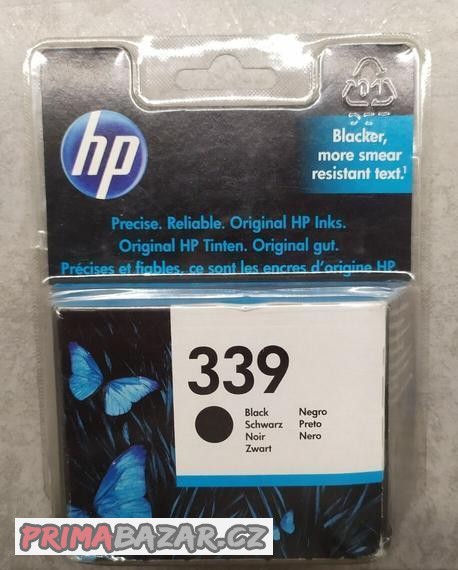 hp
Blacker,
more smear
resistant text.¹
Precise. Reliable. Original HP Inks.
Original HP Tinten. Original gut.
Précises et fiables, ce sont les encres d'origine HP.
339
Black Negro
Schwarz Preto
Noir Nero
Zwart
PRIMABAZAR.CZ